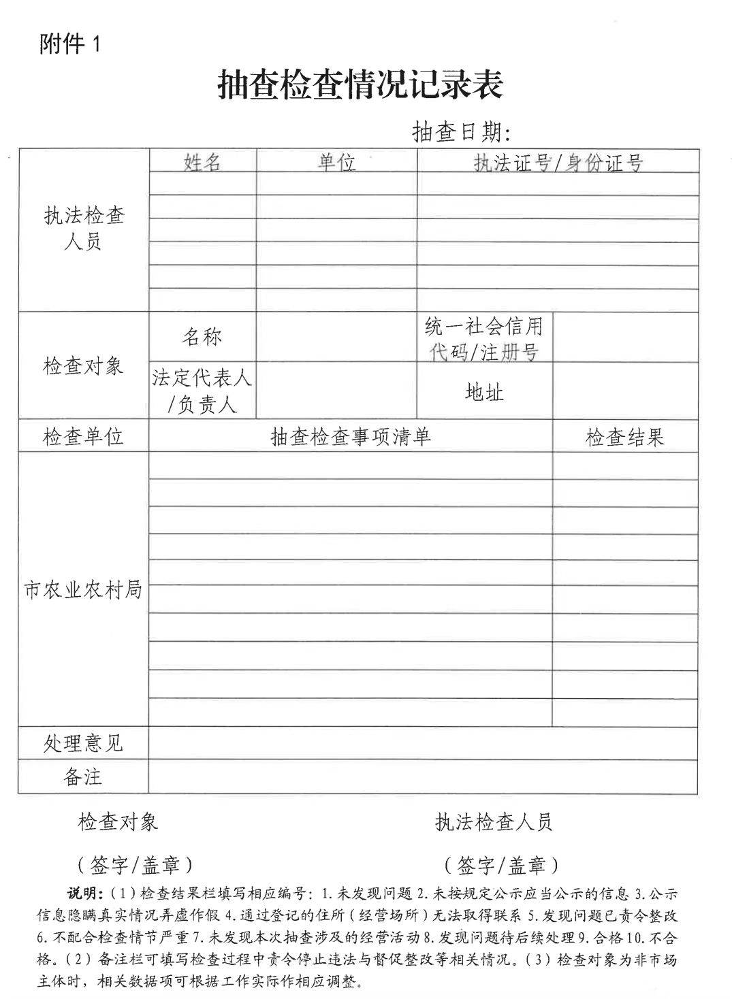 附件 1
抽查检查情况记录表
抽查日期:
姓名 单位 执法证号/身份证号
执法检查
人员
检查对象
名称
统一社会信用
代码/注册号
法定代表人
/负责人
地址
检查单位 抽查检查事项清单 检查结果
市农业农村局
处理意见
备注
检查对象 执法检查人员
（签字/盖章） （签字/盖章）
说明:（1）检查结果栏填写相应编号: 1. 未发现问题 2. 未按规定公示应当公示的信息 3. 公示
信息隐瞒真实情况弄虚作假 4. 通过登记的住所（经营场所）无法取得联系 5. 发现问题已责令整改
6. 不配合检查情节严重 7. 未发现本次抽查涉及的经营活动 8. 发现问题待后续处理 9. 合格 10. 不合
格。（2）备注栏可填写检查过程中责令停止违法与督促整改等相关情况。（3）检查对象为非市场
主体时，相关数据项可根据工作实际作相应调整。